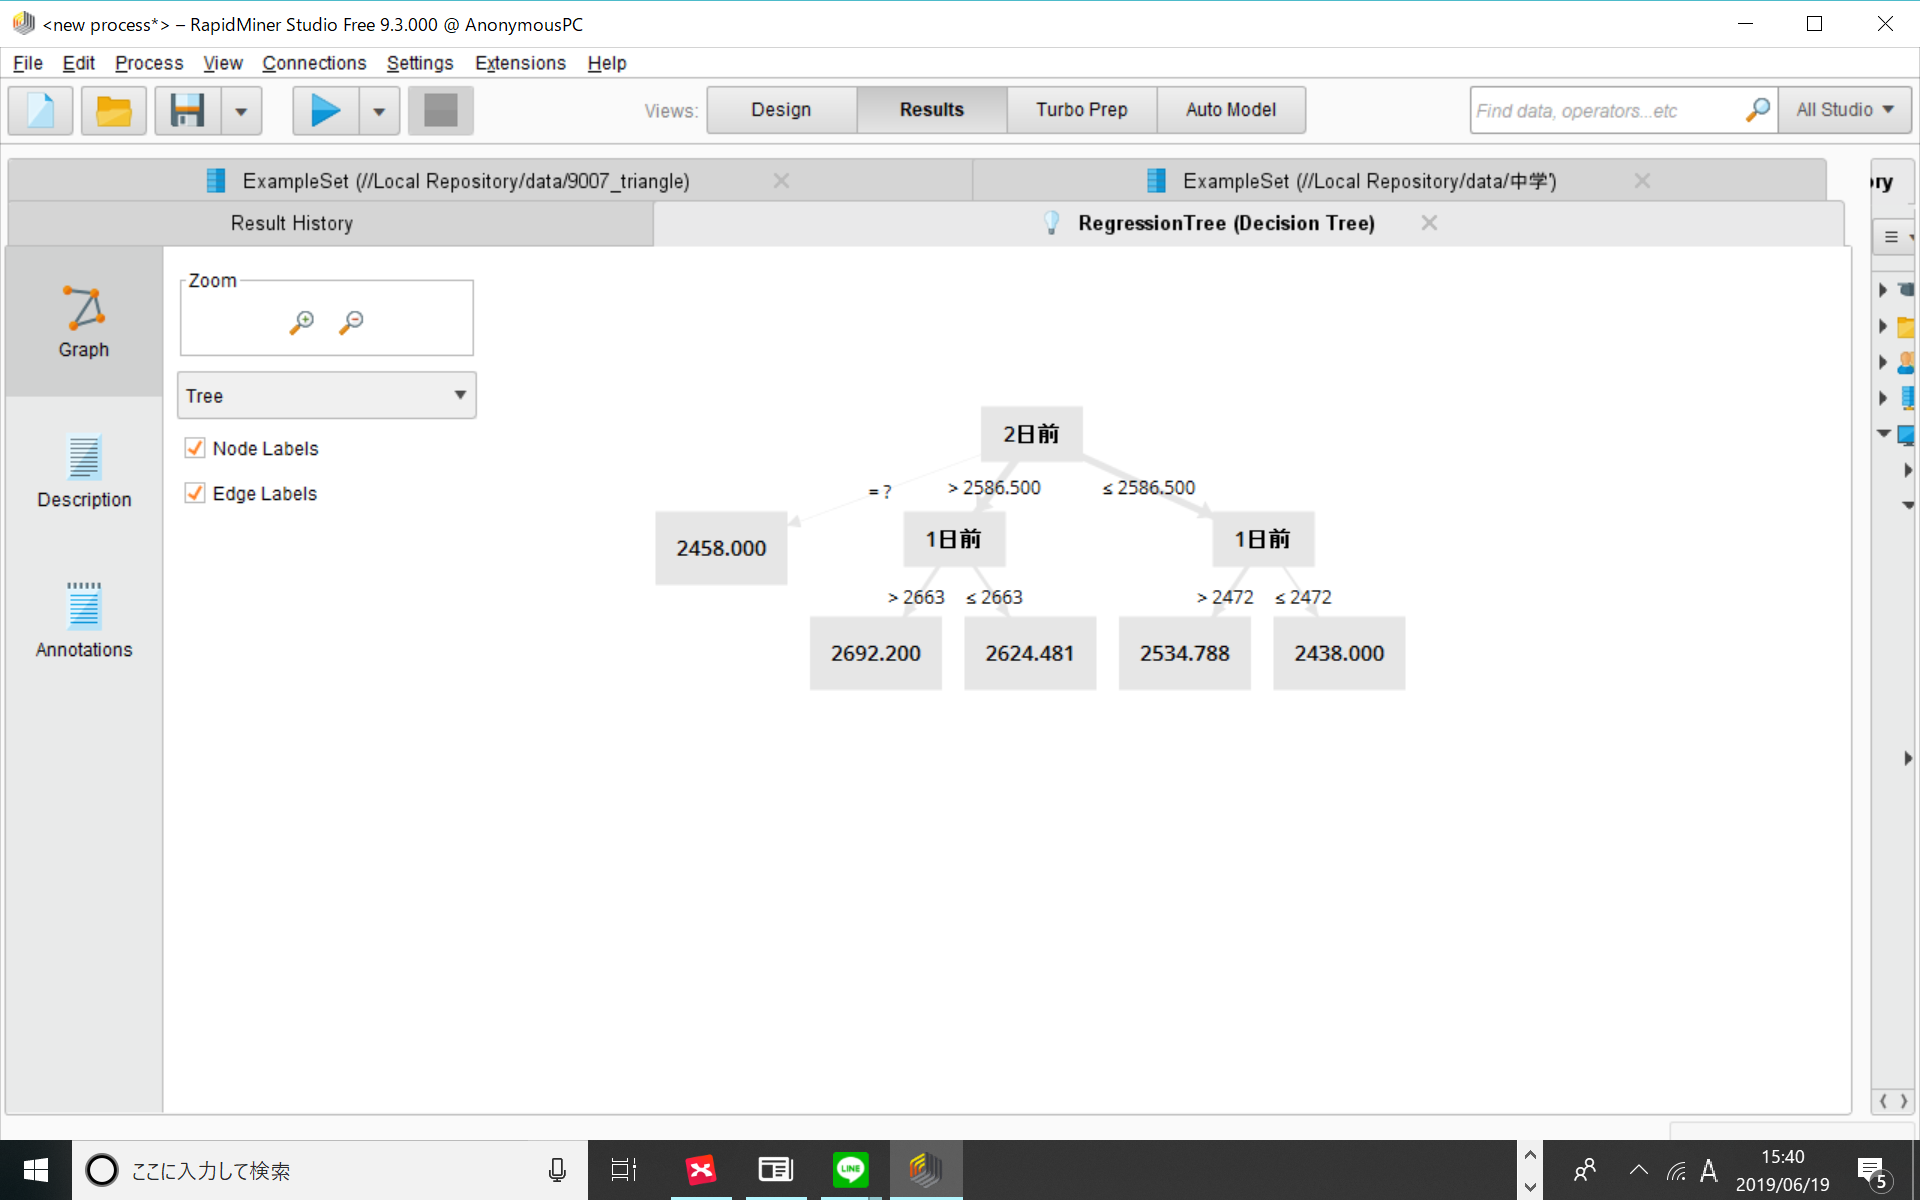 <new process*> – RapidMiner Studio Free 9.3.000 @ AnonymousPC
File Edit Process View Connections Settings Extensions Help
Views: Design Results Turbo Prep Auto Model Find data, operators...etc All Studio
ExampleSet (//Local Repository/data/9007_triangle) ExampleSet (//Local Repository/data/中学')
Result History RegressionTree (Decision Tree)
Graph
Description
Annotations
Zoom
Tree
Node Labels
Edge Labels
2日前
= ? > 2586.500 ≤ 2586.500
2458.000 1日前 1日前
> 2663 ≤ 2663 > 2472 ≤ 2472
2692.200 2624.481 2534.788 2438.000
ここに入力して検索
LINE
A
15:40
2019/06/19
5